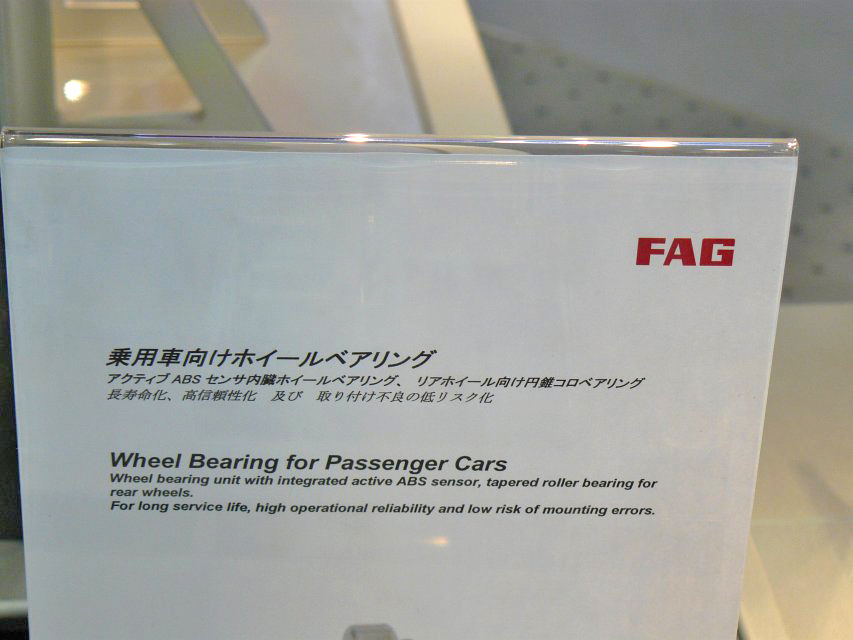 FAG
乗用車向けホイールベアリング
アクティブ ABS センサ内臓ホイールベアリング、 リアホイール向け円錐コロベアリング
長寿命化、高信頼性化 及び 取り付け不良の低リスク化
Wheel Bearing for Passenger Cars
Wheel bearing unit with integrated active ABS sensor, tapered roller bearing for
rear wheels.
For long service life, high operational reliability and low risk of mounting errors.